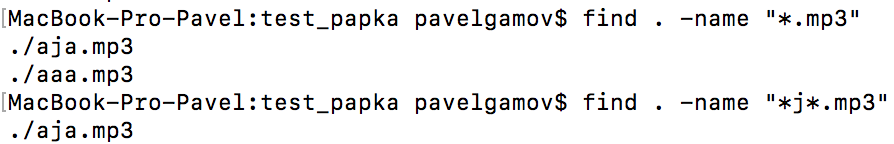 [MacBook-Pro-Pavel:test_papka pavelgamov$ find . -name "*.mp3"
./aja.mp3
./aaa.mp3
[MacBook-Pro-Pavel:test_papka pavelgamov$ find . -name "*j*.mp3"
./aja.mp3